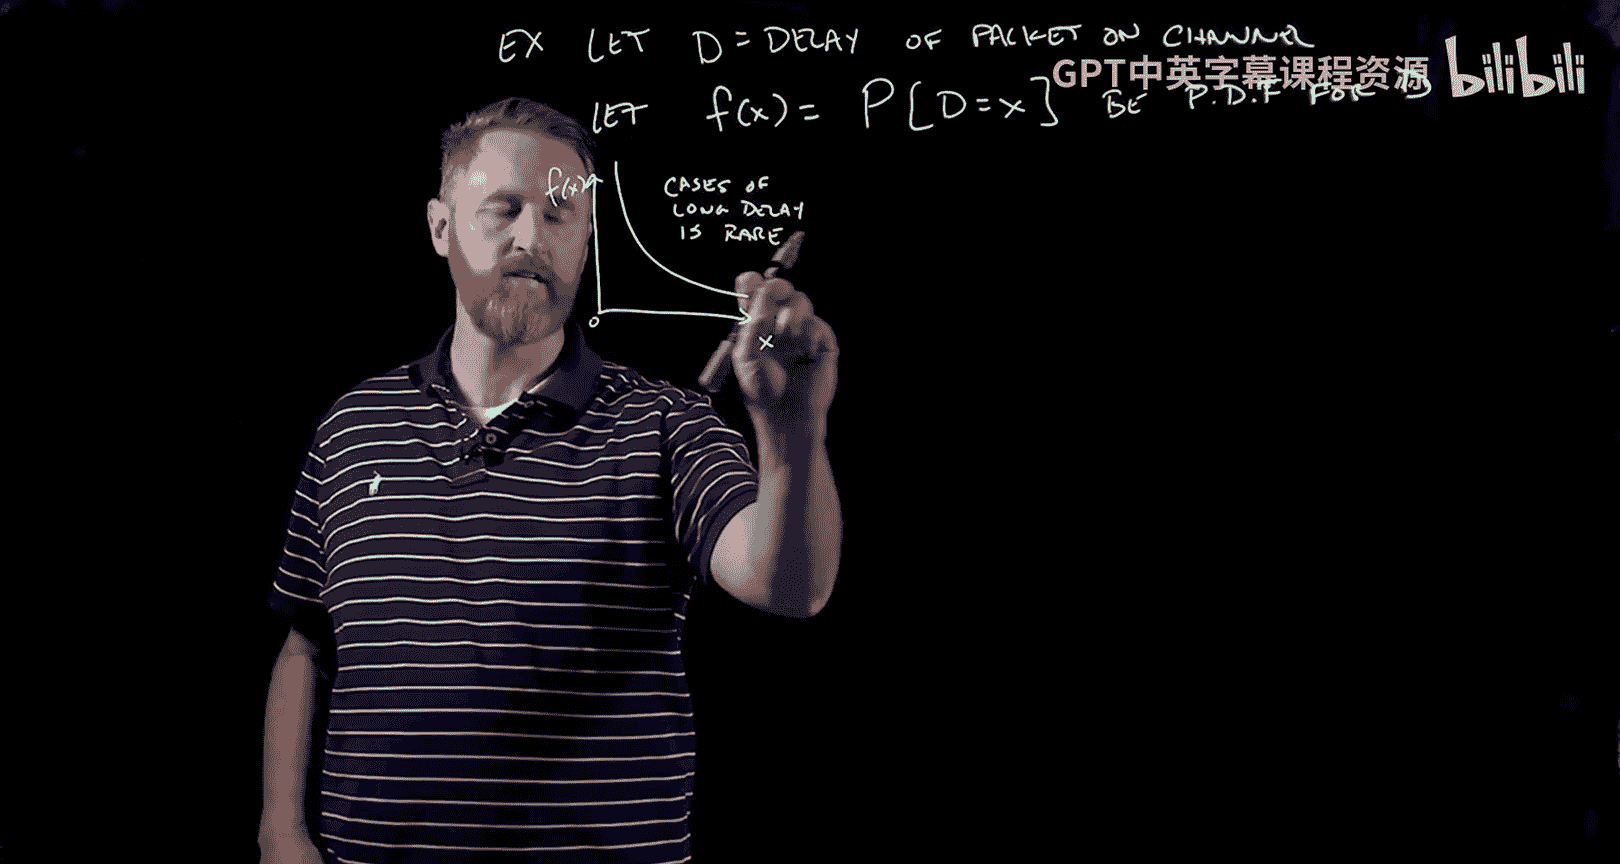 EX LET D = DELAY OF PACKET ON CHANNEL
GPT中英字幕课程资源 bilibili
LET f(x) = P[D=x] BE P.D.F FOR D
f(x)
CASES OF
LONG DELAY
IS RARE
0
x